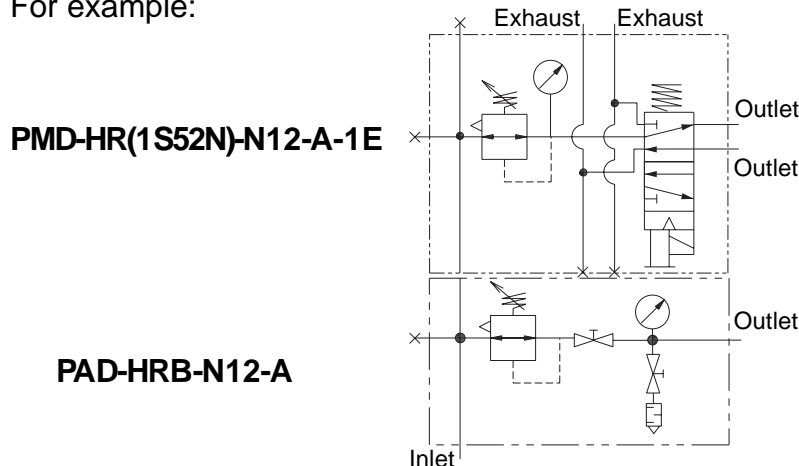 For example:
Exhaust
Exhaust
PMD-HR(1S52N)-N12-A-1E
Outlet
Outlet
PAD-HRB-N12-A
Outlet
Inlet